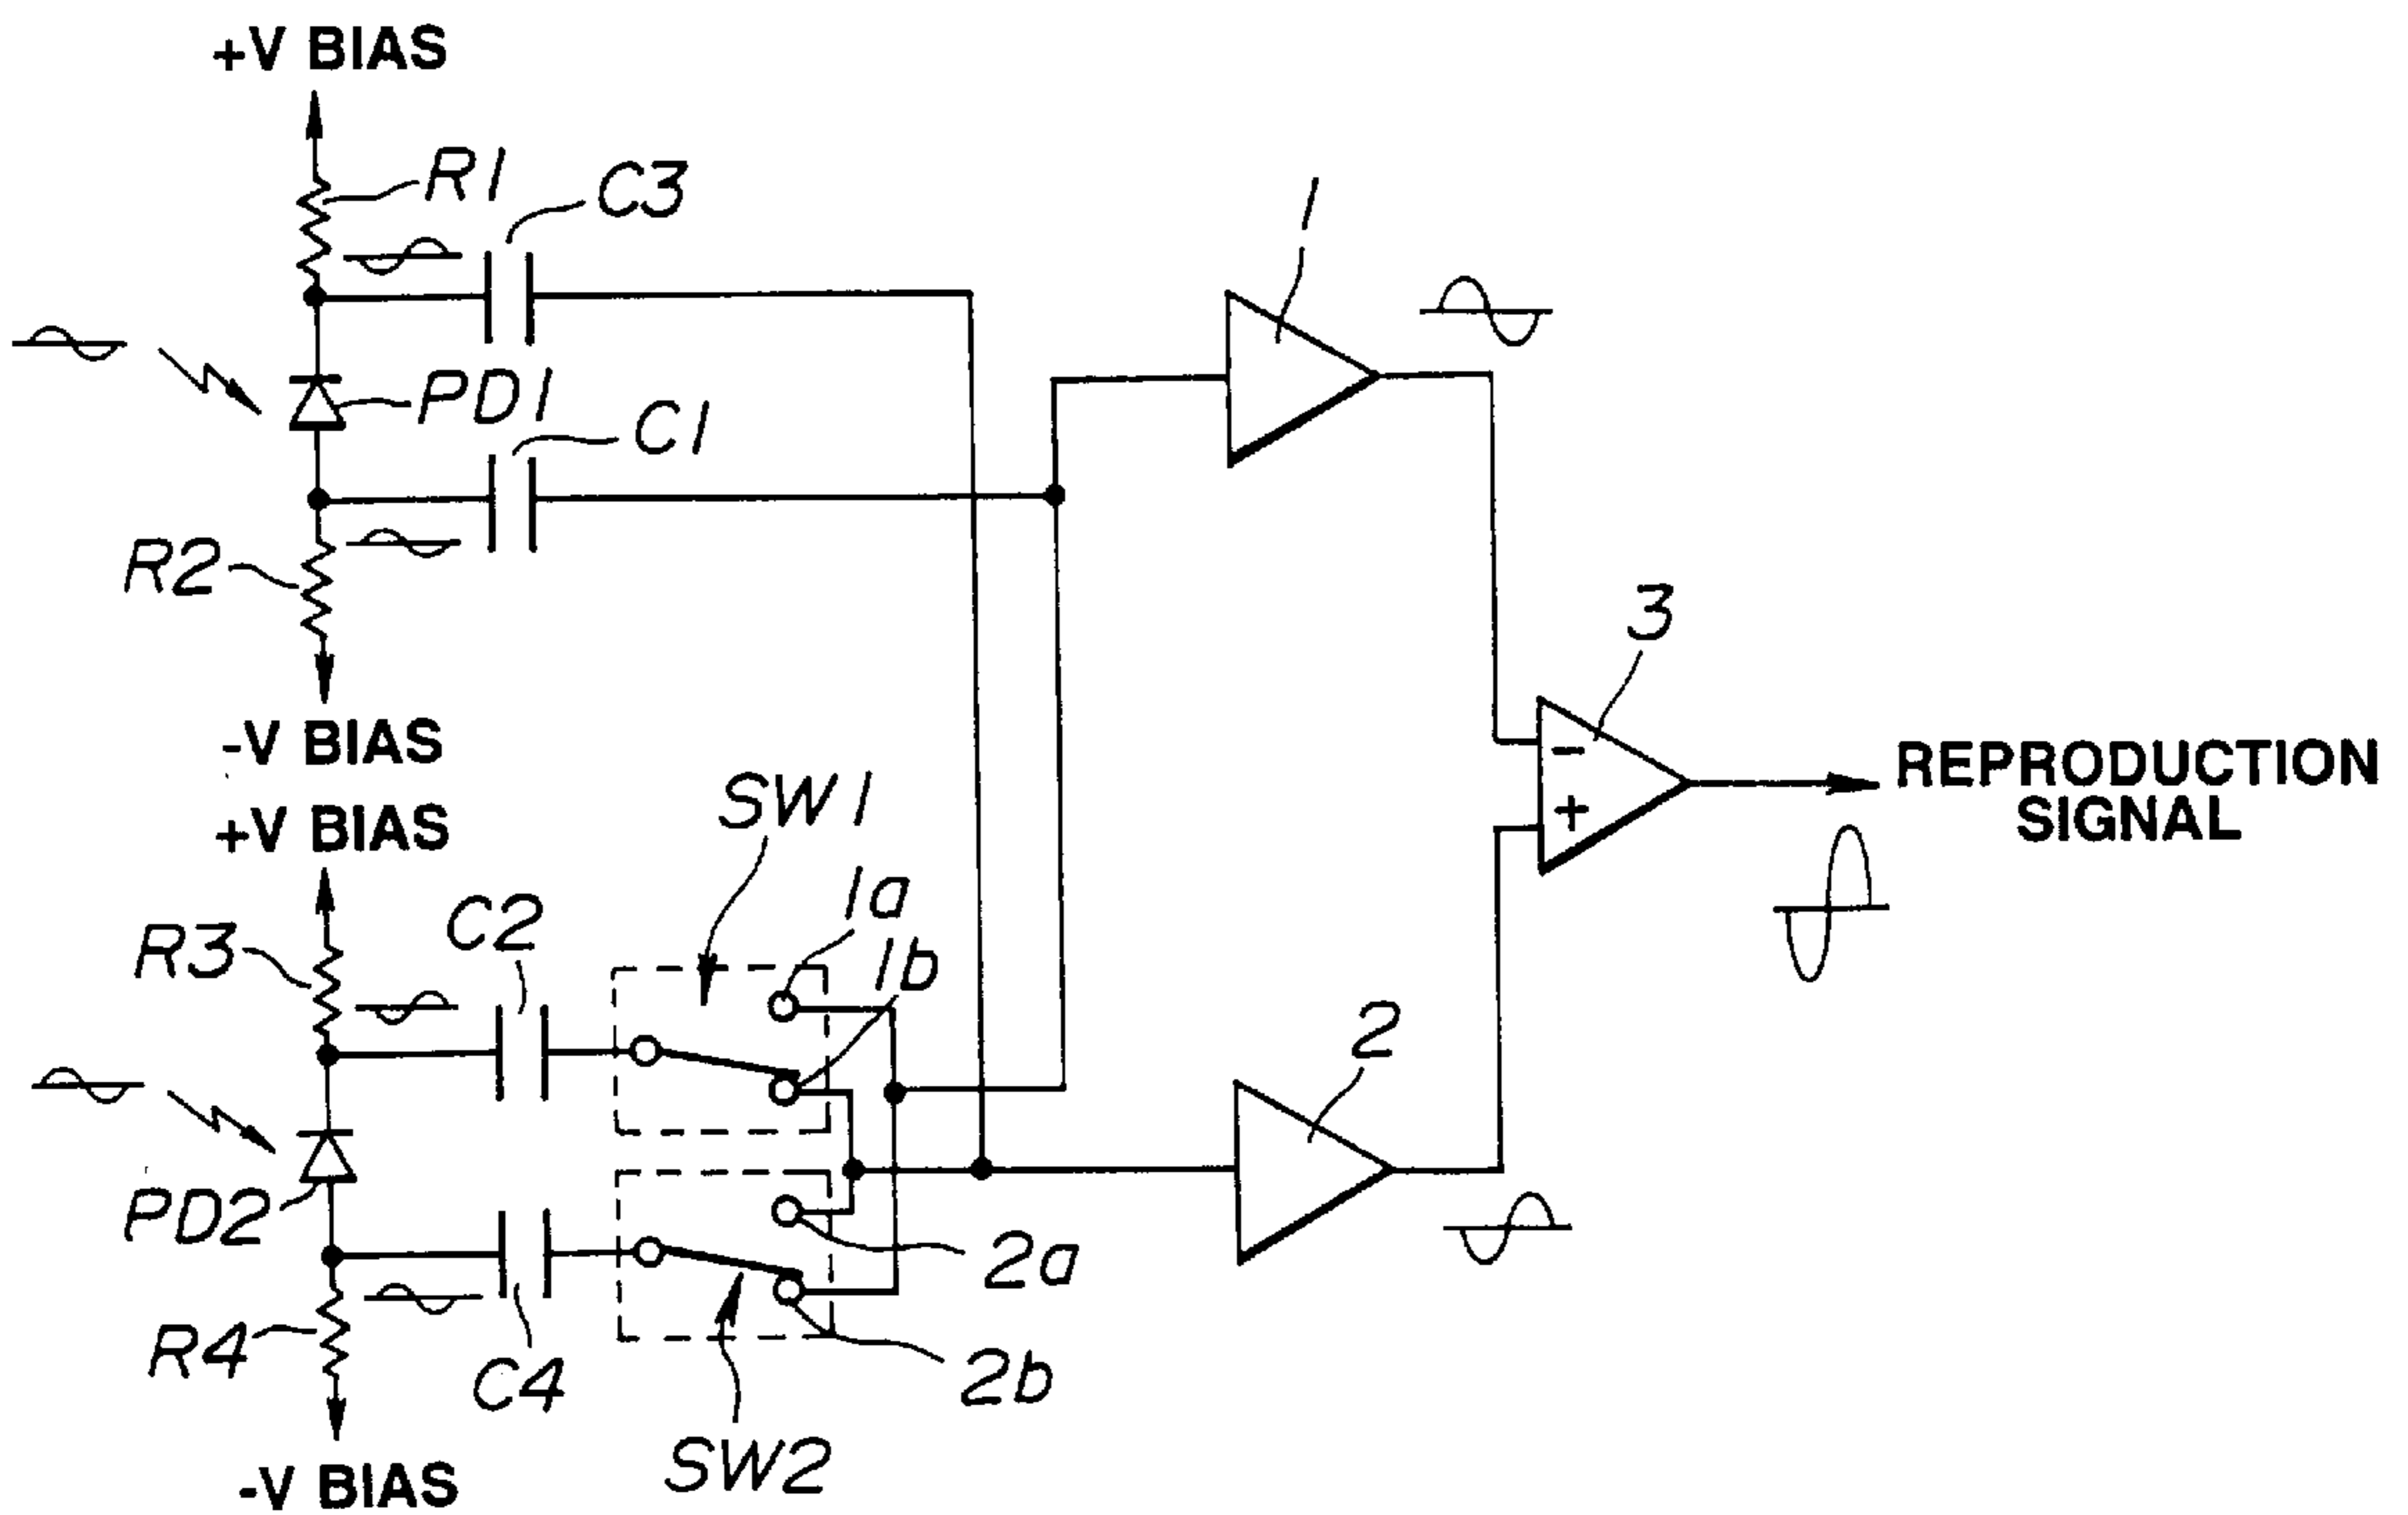 +V BIAS
R1
C3
1
PD1
C1
R2
3
-V BIAS
SW1
REPRODUCTION
SIGNAL
+V BIAS
-
+
1a
C2
1b
R3
2
PD2
2a
R4
C4
2b
SW2
-V BIAS